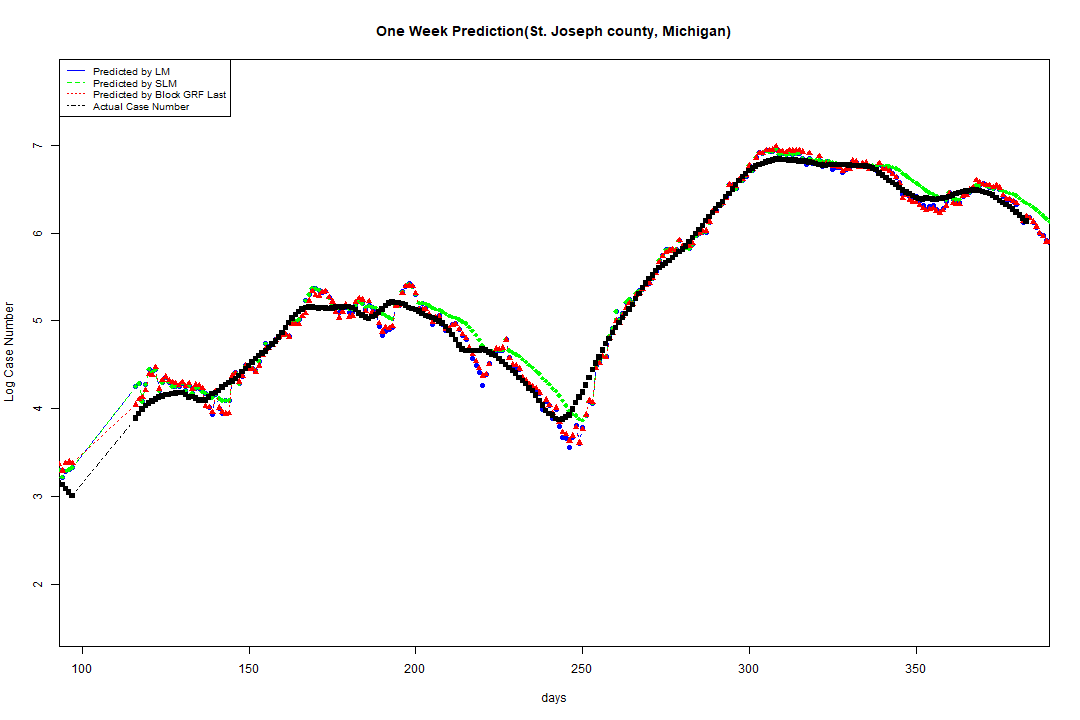 One Week Prediction(St. Joseph county, Michigan)
Predicted by LM
Predicted by SLM
Predicted by Block GRF Last
Actual Case Number
7
6
5
4
3
2
Log Case Number
100 150 200 250 300 350
days